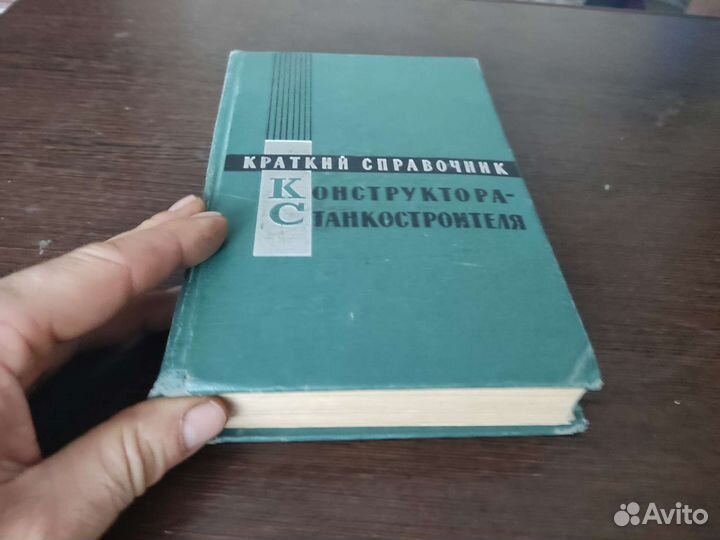 КРАТКИЙ СПРАВОЧНИК
КОНСТРУКТОРА-
СТАНКОСТРОИТЕЛЯ
Avito